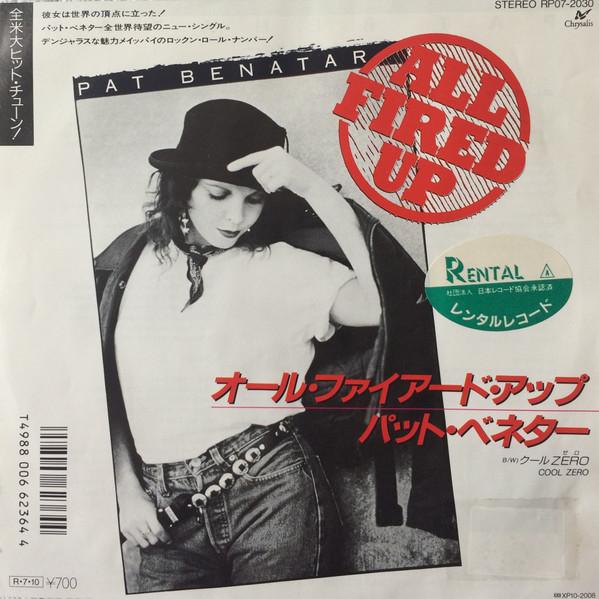 STEREO RP07-2030
Chrysalis
全米大ヒット・チューン!
彼女は世界の頂点に立った!
パット・ベネター全世界待望のニュー・シングル。
デンジャラスな魅力メイッパイのロックン・ロール・ナンバー!
PAT BENATAR
ALL
FIRED
UP
RENTAL
社団法人 日本レコード協会承認済
レンタルレコード
オール・ファイアード・アップ
パット・ベネター
B/W) クールZERO
ゼロ
COOL ZERO
T4988 006 62364 4
R・7・10 ¥700
XP10-2008